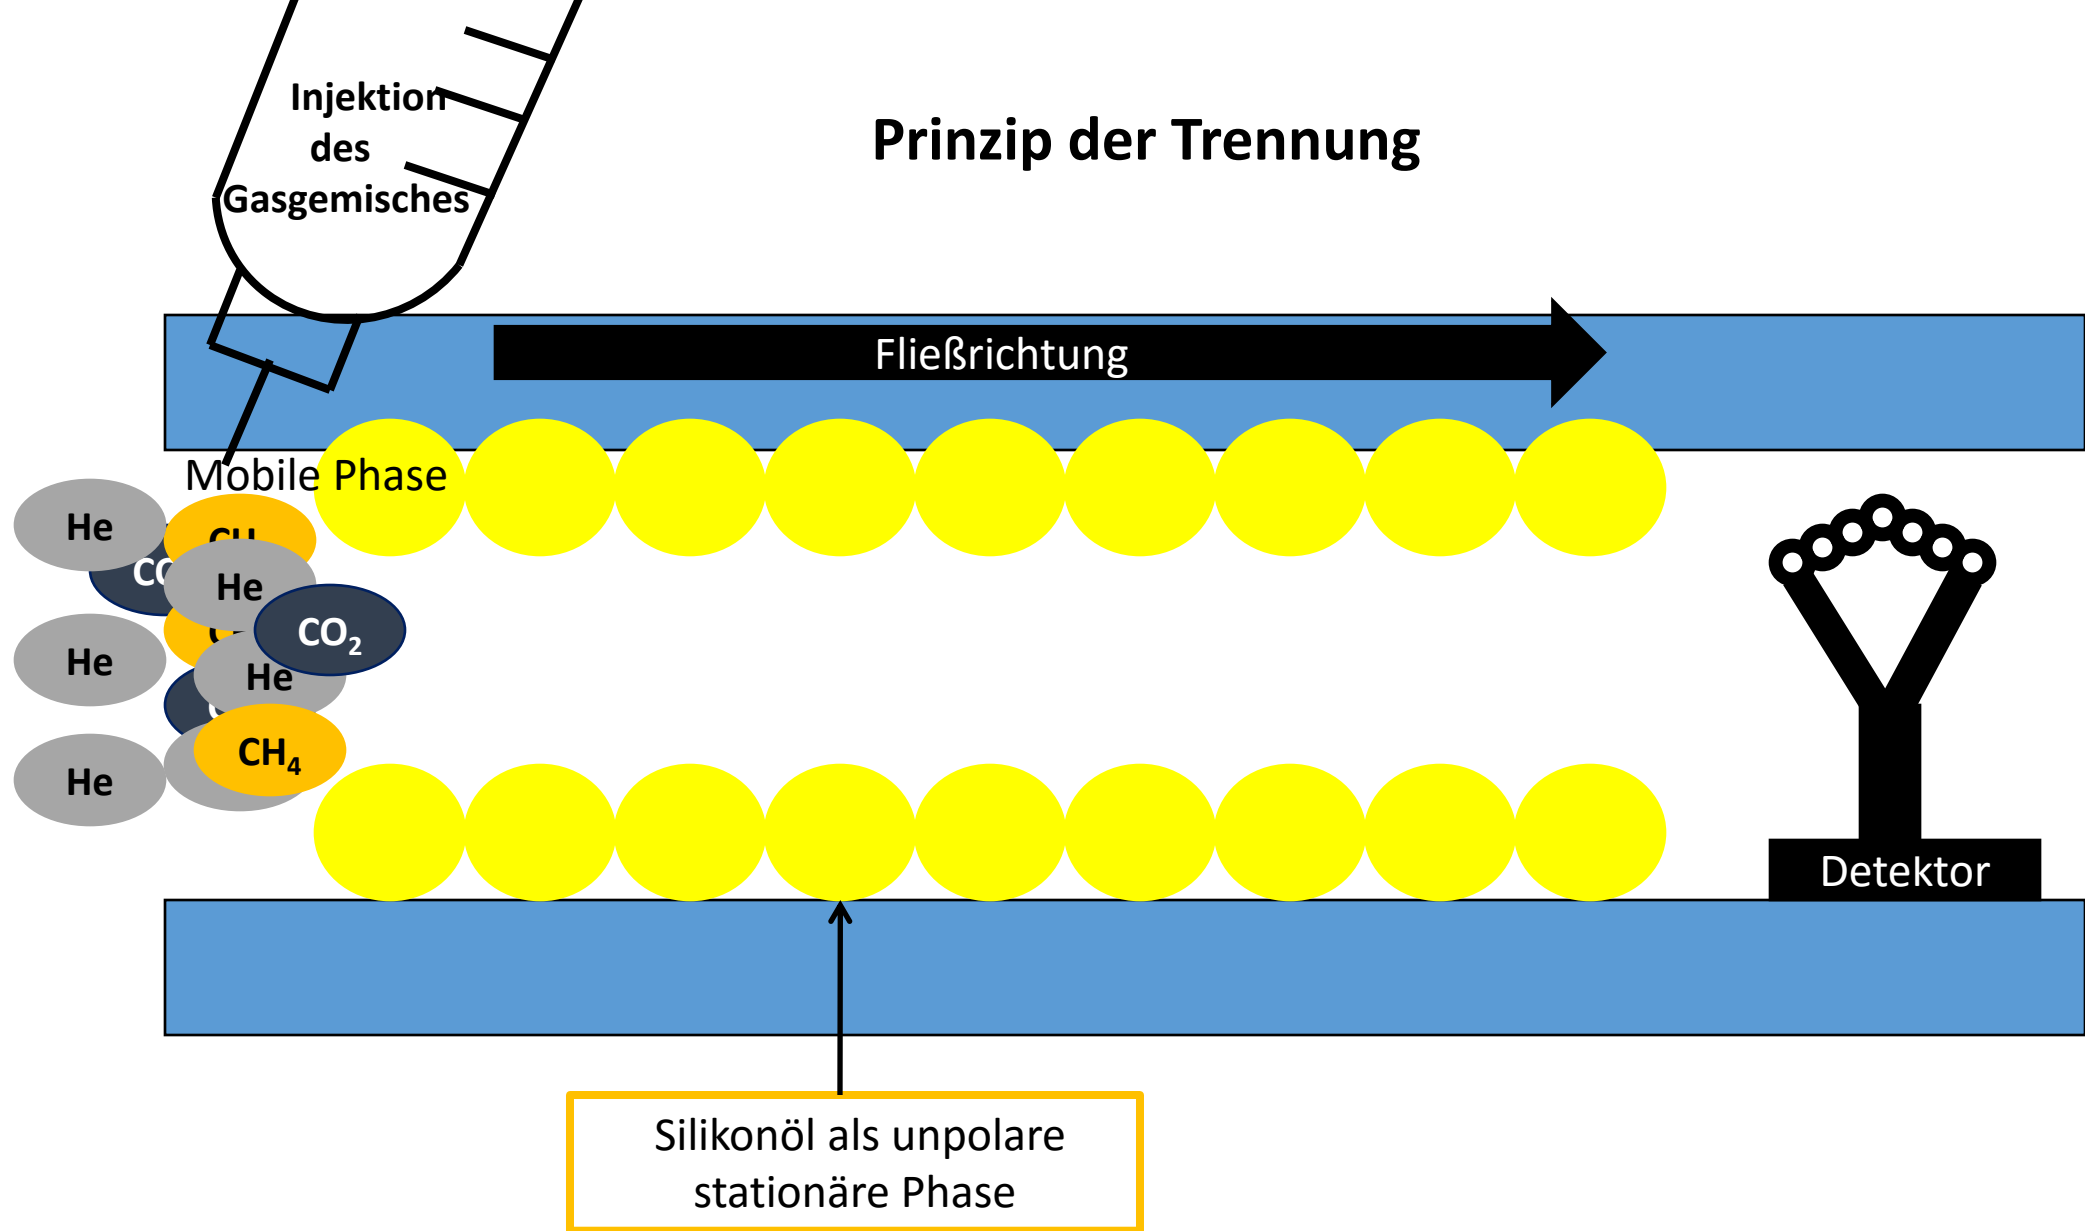 Injektion
des
Gasgemisches
Prinzip der Trennung
Fließrichtung
Mobile Phase
He
He
CO₂
He
He
CH₄
He
Detektor
Silikonöl als unpolare
stationäre Phase